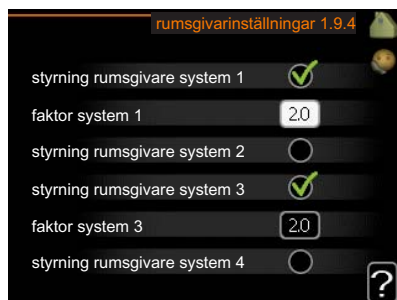 rumsgivarinställningar 1.9.4
styrning rumsgivare system 1
faktor system 1 2.0
styrning rumsgivare system 2
styrning rumsgivare system 3
faktor system 3 2.0
styrning rumsgivare system 4
?